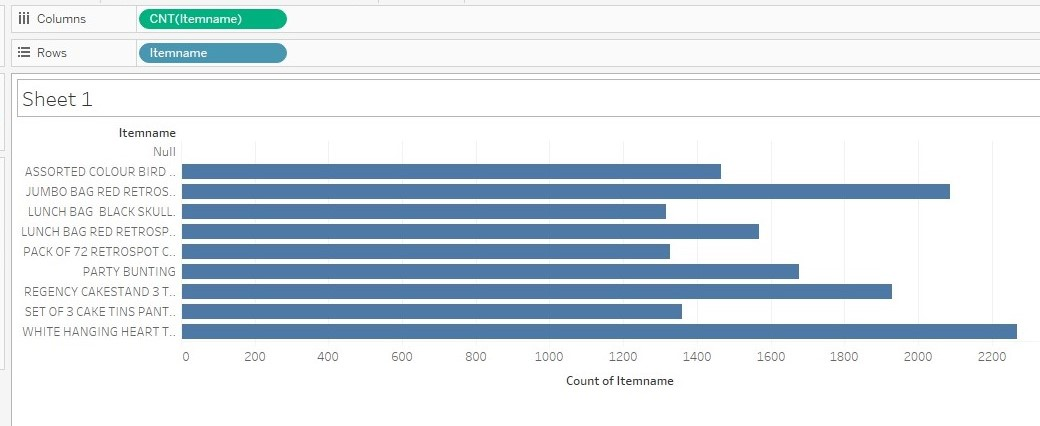 Columns CNT(Itemname)
Rows Itemname
Sheet 1
Itemname
Null
ASSORTED COLOUR BIRD ..
JUMBO BAG RED RETROS..
LUNCH BAG  BLACK SKULL.
LUNCH BAG RED RETROSP..
PACK OF 72 RETROSPOT C..
PARTY BUNTING
REGENCY CAKESTAND 3 T..
SET OF 3 CAKE TINS PANT..
WHITE HANGING HEART T..
0 200 400 600 800 1000 1200 1400 1600 1800 2000 2200
Count of Itemname